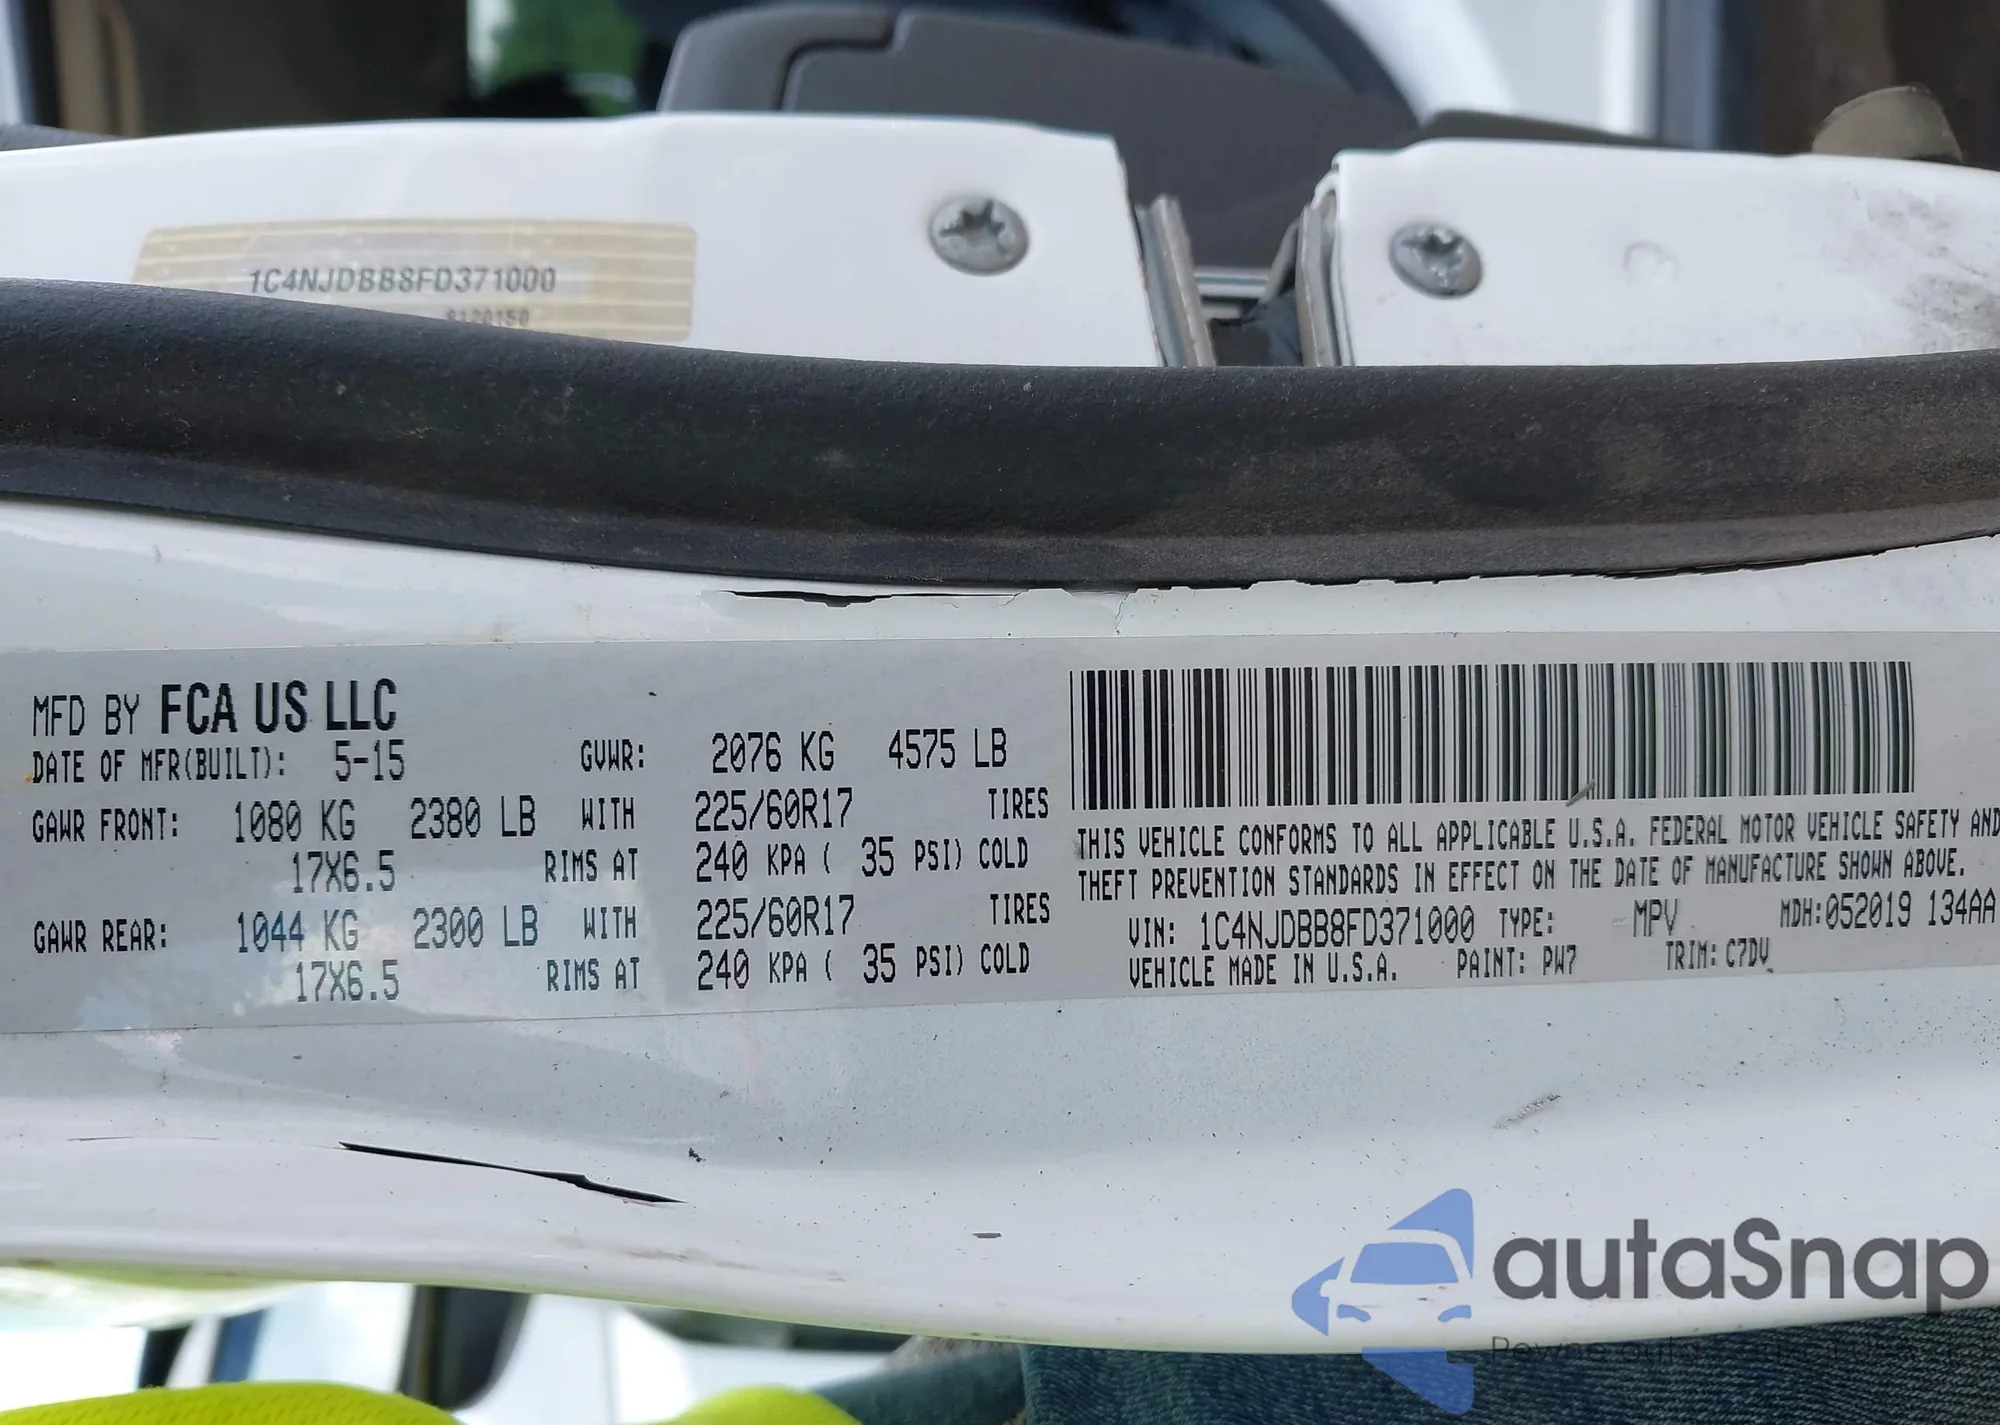 1C4NJDBB8FD371000
8120150
MFD BY FCA US LLC
DATE OF MFR(BUILT): 5-15 GVWR: 2076 KG 4575 LB
GAWR FRONT: 1080 KG 2380 LB WITH 225/60R17 TIRES
17X6.5 RIMS AT 240 KPA ( 35 PSI) COLD
GAWR REAR: 1044 KG 2300 LB WITH 225/60R17 TIRES
17X6.5 RIMS AT 240 KPA ( 35 PSI) COLD
THIS VEHICLE CONFORMS TO ALL APPLICABLE U.S.A. FEDERAL MOTOR VEHICLE SAFETY AND
THEFT PREVENTION STANDARDS IN EFFECT ON THE DATE OF MANUFACTURE SHOWN ABOVE.
VIN: 1C4NJDBB8FD371000 TYPE: MPV MDH:052019 134AA
VEHICLE MADE IN U.S.A. PAINT: PW7 TRIM: C7DV
autaSnap
Pewne auta